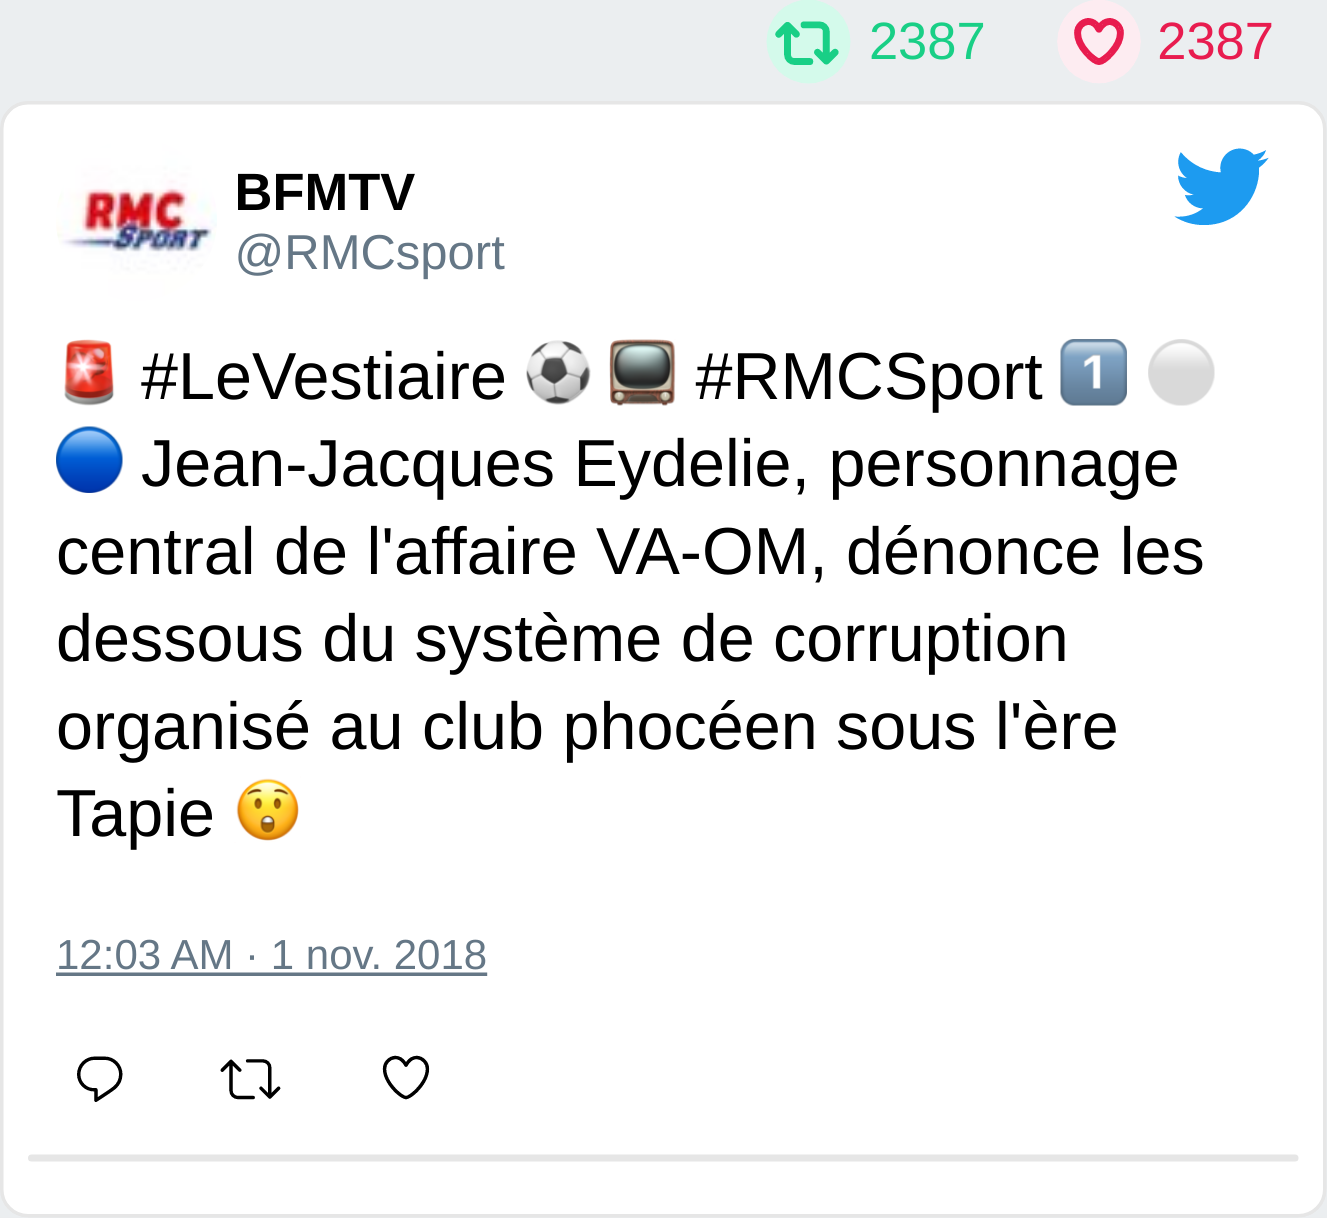 2387 2387
RMC
SPORT
BFMTV
@RMCsport
🚨 #LeVestiaire ⚽ 📺 #RMCSport 1️⃣ ⚪
🔵 Jean-Jacques Eydelie, personnage
central de l'affaire VA-OM, dénonce les
dessous du système de corruption
organisé au club phocéen sous l'ère
Tapie 😲
12:03 AM · 1 nov. 2018